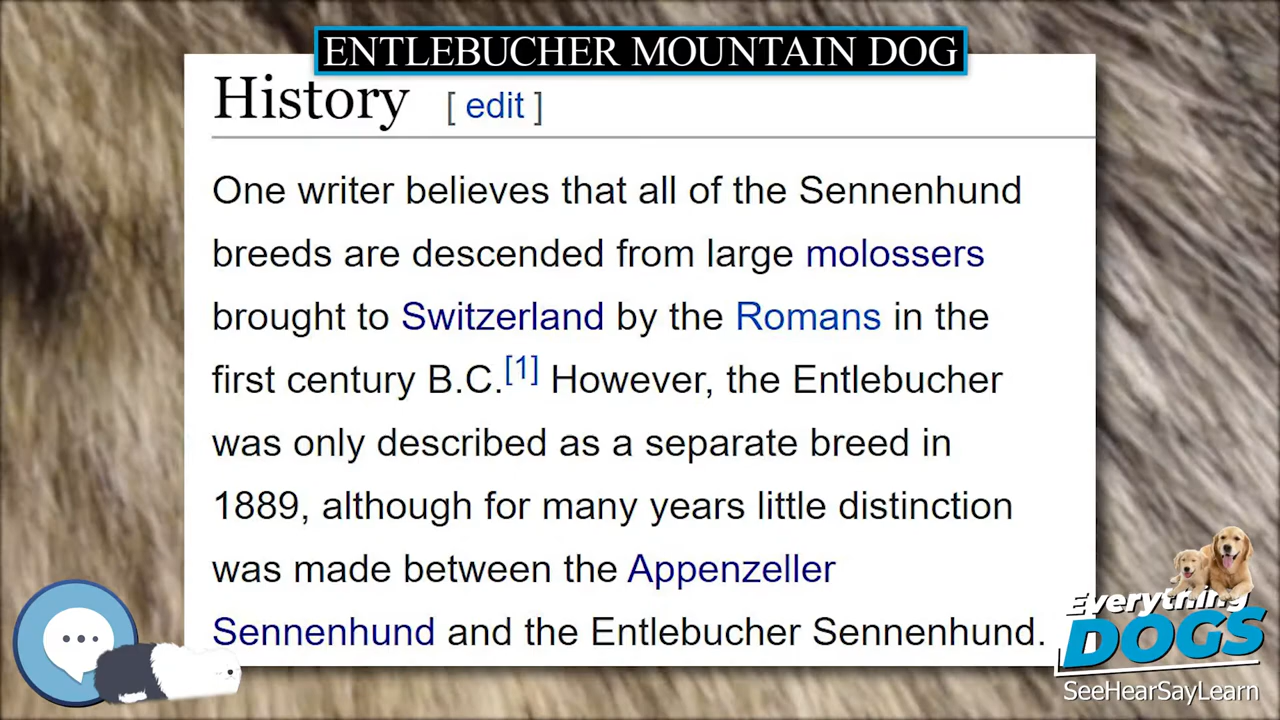 ENTLEBUCHER MOUNTAIN DOG
History [ edit ]
One writer believes that all of the Sennenhund
breeds are descended from large molossers
brought to Switzerland by the Romans in the
first century B.C.[1] However, the Entlebucher
was only described as a separate breed in
1889, although for many years little distinction
was made between the Appenzeller
Sennenhund and the Entlebucher Sennenhund.
Everything
DOGS
SeeHearSayLearn